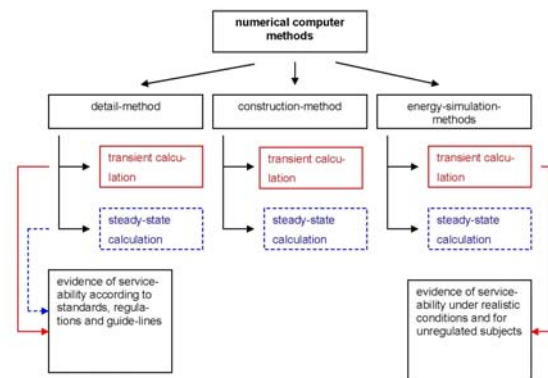 numerical computer
methods
detail-method
construction-method
energy-simulation-
methods
transient calcu-
lation
transient calcu-
lation
transient calcu-
lation
steady-state
calculation
steady-state
calculation
steady-state
calculation
evidence of service-
ability according to
standards, regula-
tions and guide-lines
evidence of service-
ability under realistic
conditions and for
unregulated subjects